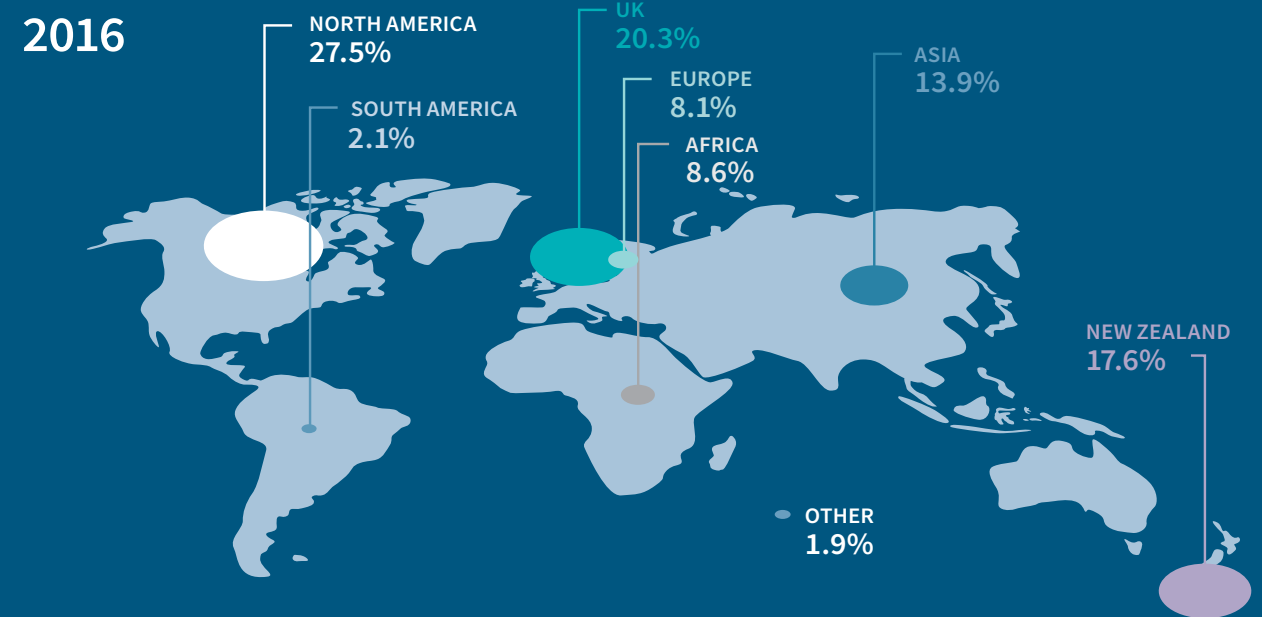 2016
NORTH AMERICA
27.5%
SOUTH AMERICA
2.1%
UK
20.3%
EUROPE
8.1%
AFRICA
8.6%
ASIA
13.9%
NEW ZEALAND
17.6%
OTHER
1.9%